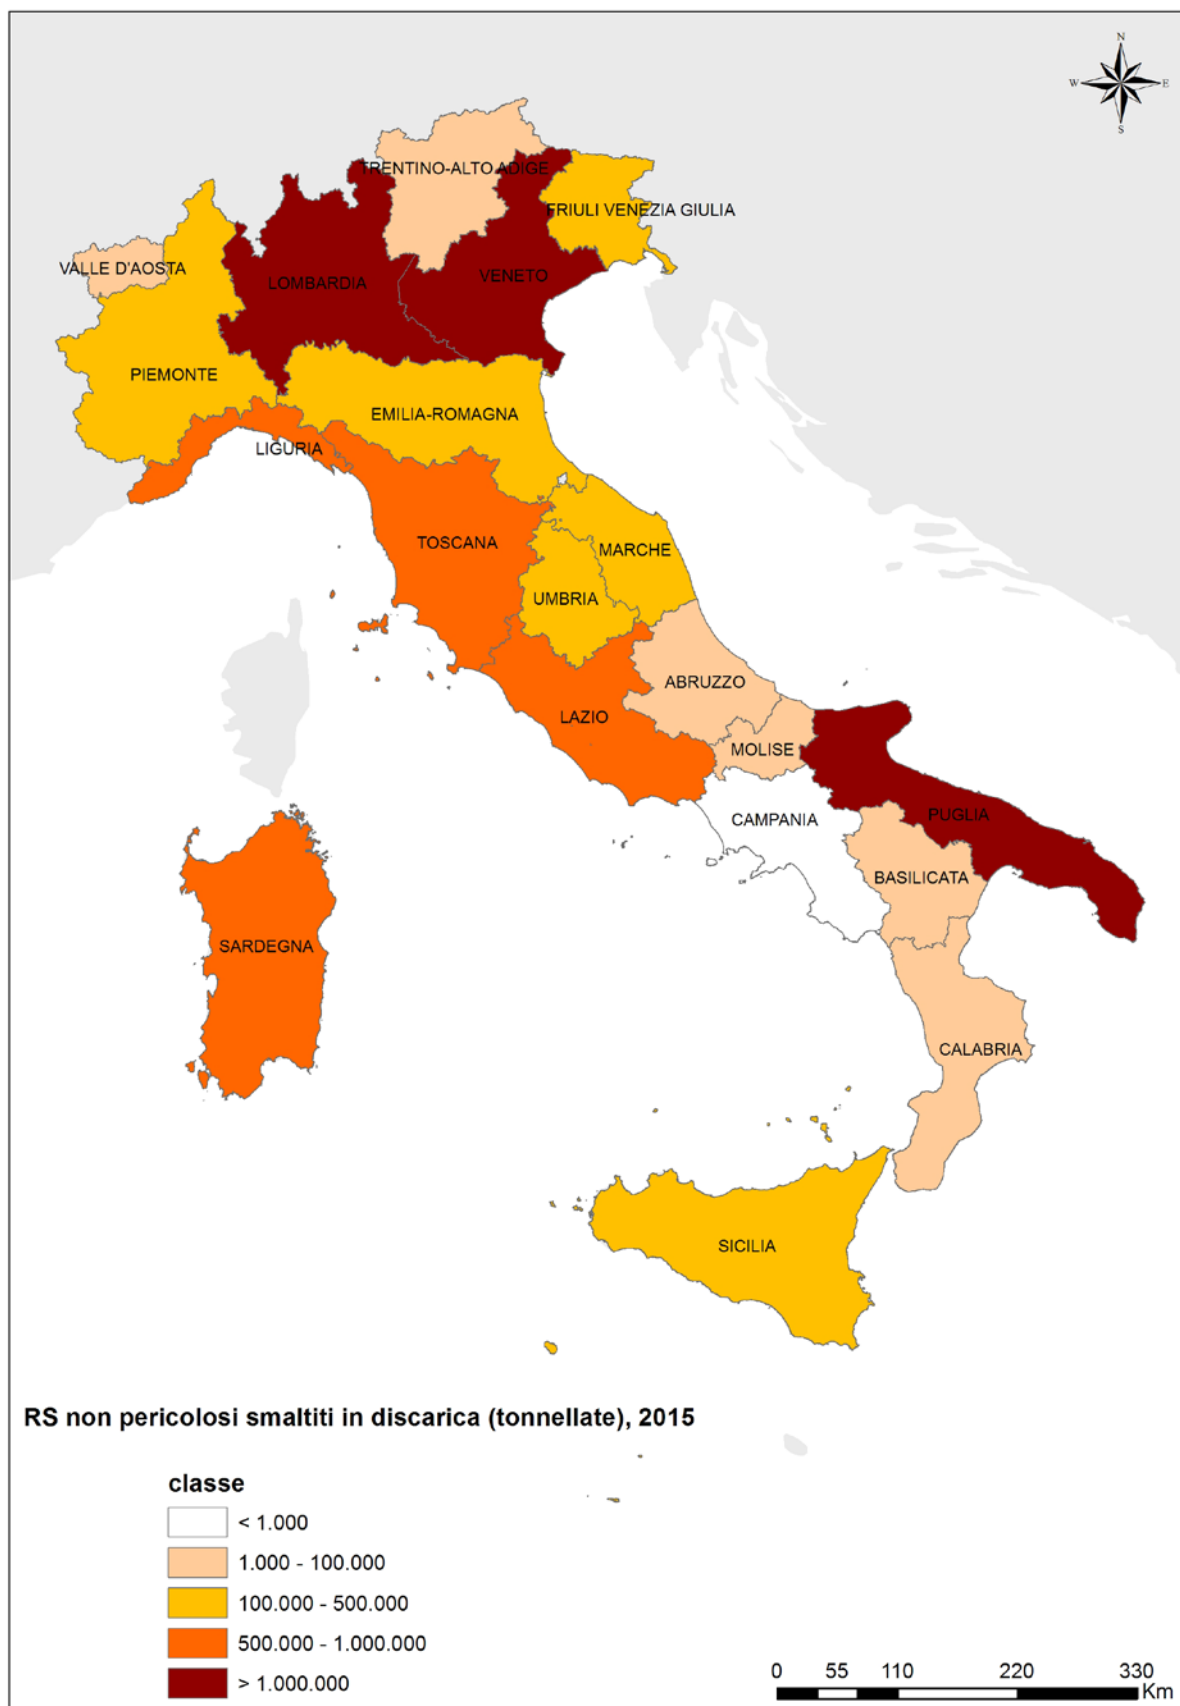 N
W E
S
TRENTINO-ALTO ADIGE
FRIULI VENEZIA GIULIA
VALLE D'AOSTA
LOMBARDIA
VENETO
PIEMONTE
EMILIA-ROMAGNA
LIGURIA
TOSCANA
MARCHE
UMBRIA
ABRUZZO
LAZIO
MOLISE
CAMPANIA
PUGLIA
BASILICATA
SARDEGNA
CALABRIA
SICILIA
RS non pericolosi smaltiti in discarica (tonnellate), 2015
classe
< 1.000
1.000 - 100.000
100.000 - 500.000
500.000 - 1.000.000
> 1.000.000
0 55 110 220 330
Km